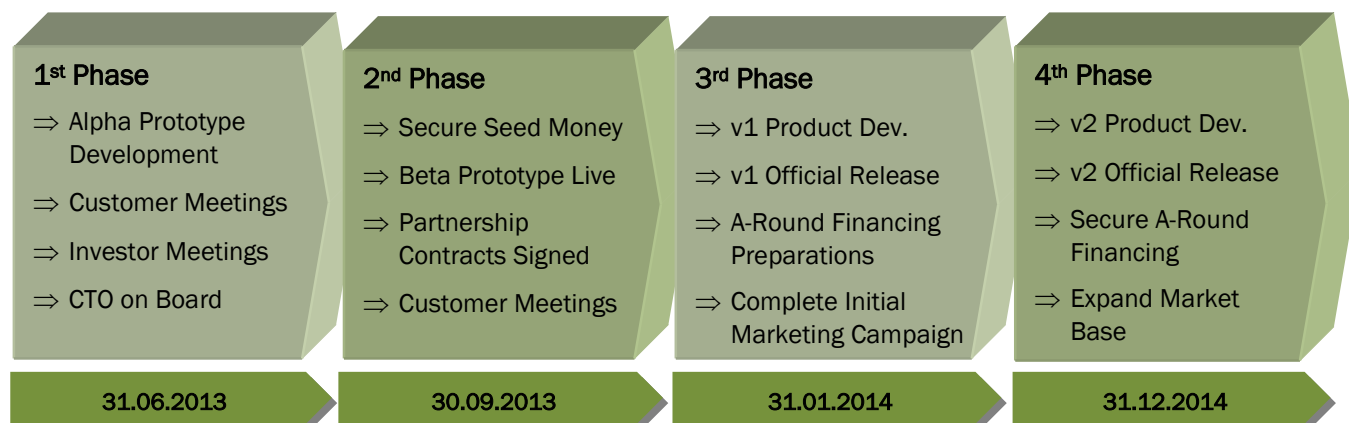 1st Phase
⇒ Alpha Prototype
Development
⇒ Customer Meetings
⇒ Investor Meetings
⇒ CTO on Board
31.06.2013
2nd Phase
⇒ Secure Seed Money
⇒ Beta Prototype Live
⇒ Partnership
Contracts Signed
⇒ Customer Meetings
30.09.2013
3rd Phase
⇒ v1 Product Dev.
⇒ v1 Official Release
⇒ A-Round Financing
Preparations
⇒ Complete Initial
Marketing Campaign
31.01.2014
4th Phase
⇒ v2 Product Dev.
⇒ v2 Official Release
⇒ Secure A-Round
Financing
⇒ Expand Market
Base
31.12.2014